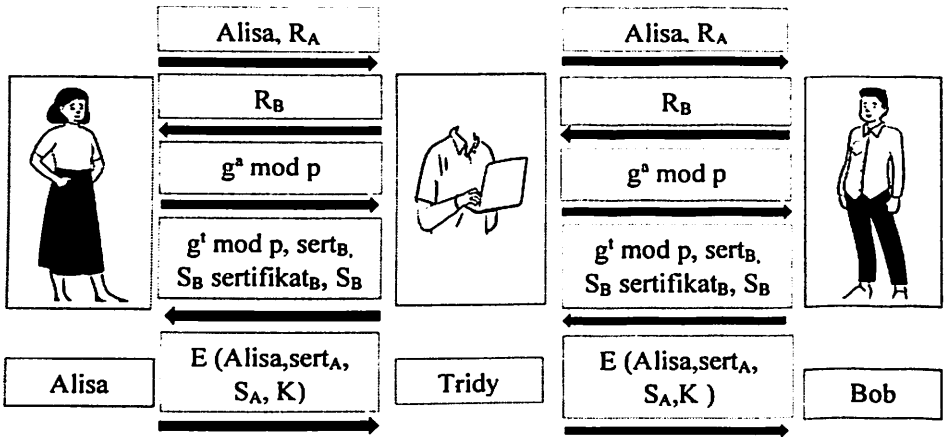 Alisa, R_A
Alisa, R_A
R_B
R_B
g^a mod p
g^a mod p
g^t mod p, sert_B,
S_B sertifikat_B, S_B
g^t mod p, sert_B,
S_B sertifikat_B, S_B
E (Alisa,sert_A,
S_A, K)
E (Alisa,sert_A,
S_A,K )
Alisa
Tridy
Bob